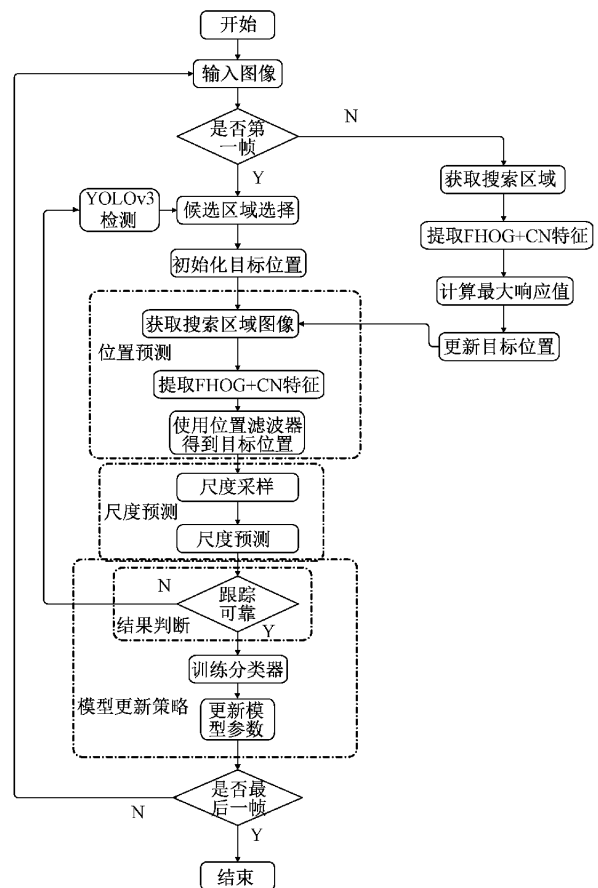 开始
输入图像
是否第
一帧
N
Y
获取搜索区域
YOLOv3
检测
候选区域选择
提取FHOG+CN特征
初始化目标位置
计算最大响应值
获取搜索区域图像
更新目标位置
位置预测
提取FHOG+CN特征
使用位置滤波器
得到目标位置
尺度采样
尺度预测
尺度预测
N
跟踪
可靠
结果判断
Y
训练分类器
模型更新策略
更新模
型参数
是否最
后一帧
N
Y
结束